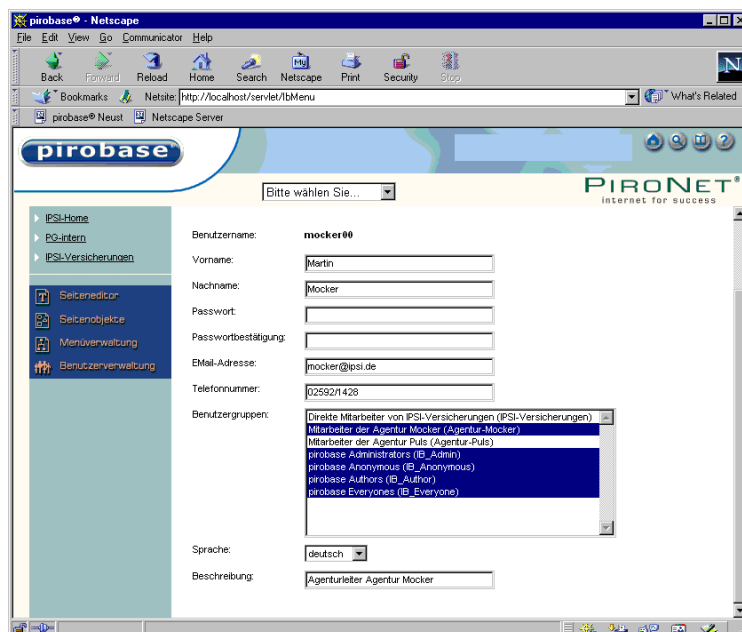 pirobase® - Netscape
File Edit View Go Communicator Help
Back Forward Reload Home Search Netscape Print Security Stop
Bookmarks Netsite: http://localhost/servlet/IbMenu What's Related
pirobase® Neust Netscape Server
pirobase®
Bitte wählen Sie...
PIRONET®
internet for success
IPSI-Home
PG-intern
IPSI-Versicherungen
Seiteneditor
Seitenobjekte
Menüverwaltung
Benutzerverwaltung
Benutzername: mocker00
Vorname: Martin
Nachname: Mocker
Passwort:
Passwortbestätigung:
EMail-Adresse: mocker@ipsi.de
Telefonnummer: 02592/1428
Benutzergruppen: Direkte Mitarbeiter von IPSI-Versicherungen (IPSI-Versicherungen)
Mitarbeiter der Agentur Mocker (Agentur-Mocker)
Mitarbeiter der Agentur Puls (Agentur-Puls)
pirobase Administrators (IB_Admin)
pirobase Anonymous (IB_Anonymous)
pirobase Authors (IB_Author)
pirobase Everyones (IB_Everyone)
Sprache: deutsch
Beschreibung: Agenturleiter Agentur Mocker